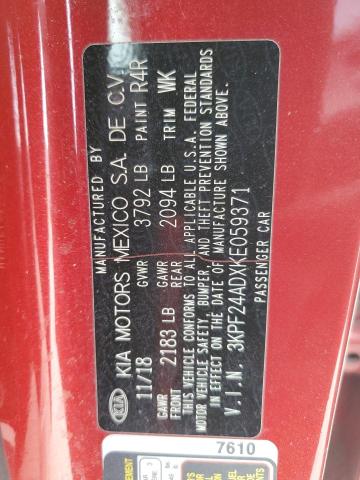 MANUFACTURED BY
KIA KIA MOTORS MEXICO S.A. DE C.V.
11/18 GVWR 3792 LB PAINT R4R
GAWR FRONT 2183 LB GAWR REAR 2094 LB TRIM WK
THIS VEHICLE CONFORMS TO ALL APPLICABLE U.S.A. FEDERAL
MOTOR VEHICLE SAFETY, BUMPER, AND THEFT PREVENTION STANDARDS
IN EFFECT ON THE DATE OF MANUFACTURE SHOWN ABOVE.
V.I.N. 3KPF24ADXKE059371
PASSENGER CAR
7610